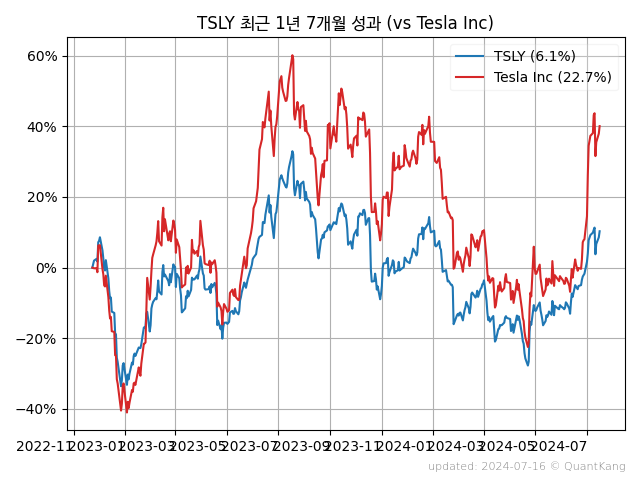 TSLY 최근 1년 7개월 성과 (vs Tesla Inc)
TSLY (6.1%)
Tesla Inc (22.7%)
60%
40%
20%
0%
−20%
−40%
2022-11 2023-01 2023-03 2023-05 2023-07 2023-09 2023-11 2024-01 2024-03 2024-05 2024-07
updated: 2024-07-16 © QuantKang